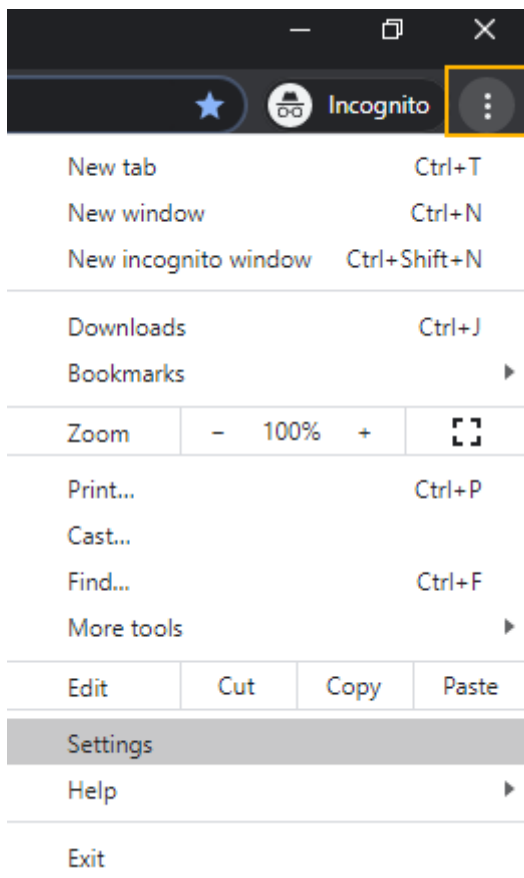 Incognito
New tab Ctrl+T
New window Ctrl+N
New incognito window Ctrl+Shift+N
Downloads Ctrl+J
Bookmarks
Zoom - 100% +
Print... Ctrl+P
Cast...
Find... Ctrl+F
More tools
Edit Cut Copy Paste
Settings
Help
Exit